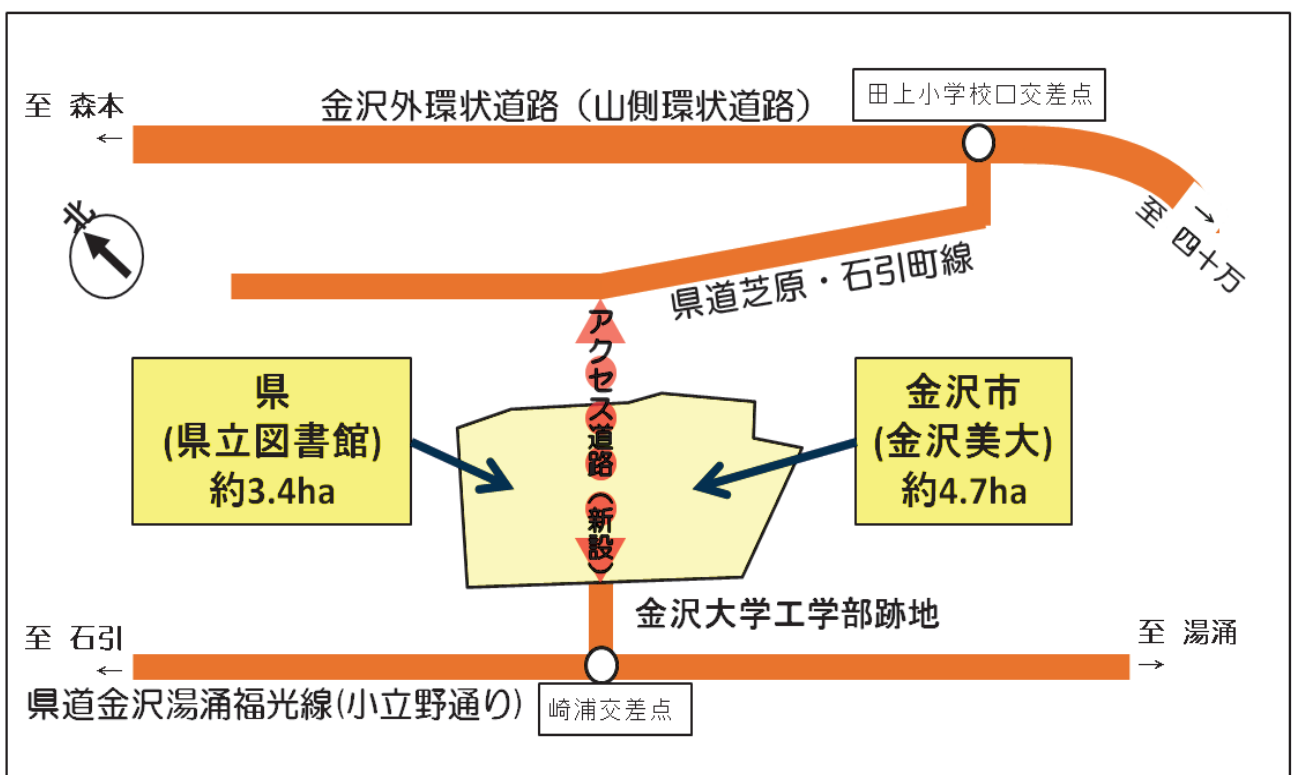 田上小学校口交差点
至 森本
←
金沢外環状道路（山側環状道路）
北
→
至 四十万
県道芝原・石引町線
アクセス道路（新設）
県
(県立図書館)
約3.4ha
金沢市
(金沢美大)
約4.7ha
金沢大学工学部跡地
至 石引
←
至 湯涌
→
県道金沢湯涌福光線(小立野通り)
崎浦交差点